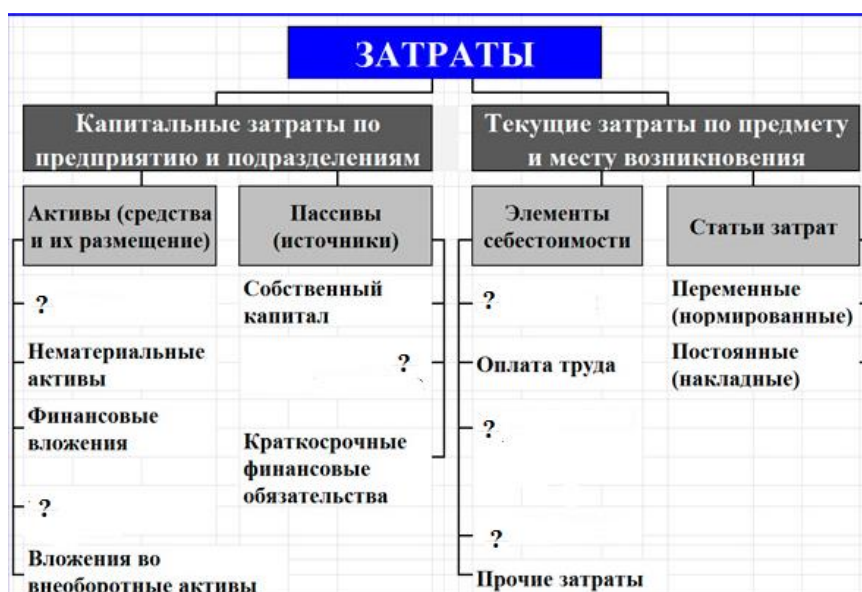 ЗАТРАТЫ
Капитальные затраты по
предприятию и подразделениям
Текущие затраты по предмету
и месту возникновения
Активы (средства
и их размещение)
Пассивы
(источники)
Элементы
себестоимости
Статьи затрат
?
Нематериальные
активы
Финансовые
вложения
?
Вложения во
внеоборотные активы
Собственный
капитал
?
Краткосрочные
финансовые
обязательства
?
Оплата труда
?
?
Прочие затраты
Переменные
(нормированные)
Постоянные
(накладные)